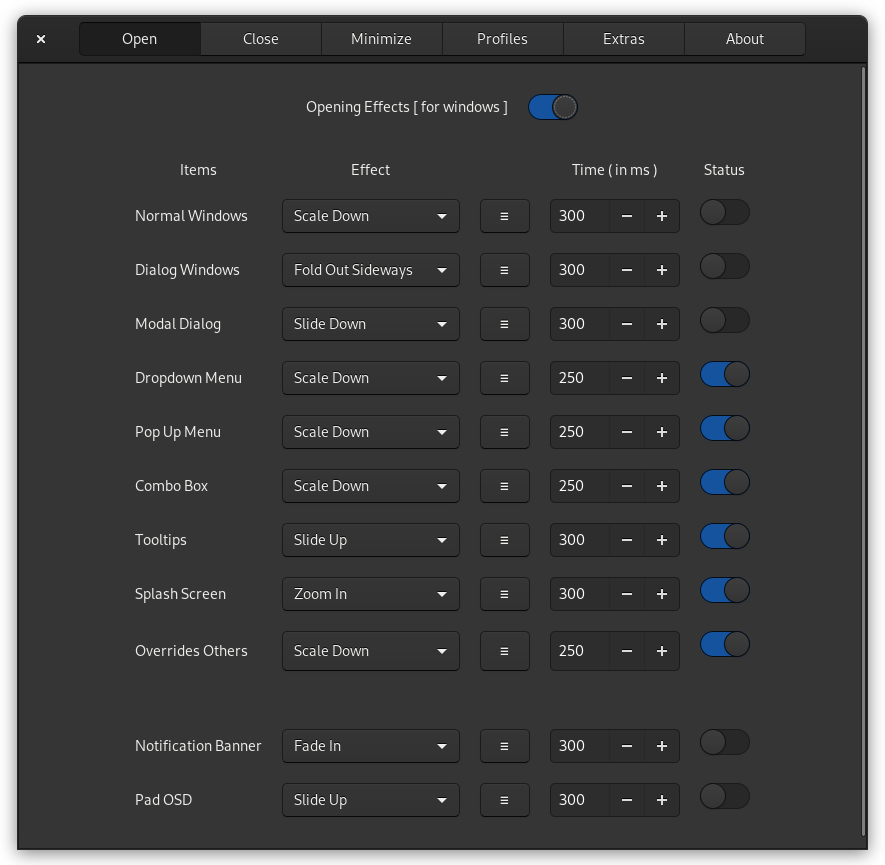 Open Close Minimize Profiles Extras About
Opening Effects [ for windows ]
Items Effect Time ( in ms ) Status
Normal Windows Scale Down 300
Dialog Windows Fold Out Sideways 300
Modal Dialog Slide Down 300
Dropdown Menu Scale Down 250
Pop Up Menu Scale Down 250
Combo Box Scale Down 250
Tooltips Slide Up 300
Splash Screen Zoom In 300
Overrides Others Scale Down 250
Notification Banner Fade In 300
Pad OSD Slide Up 300